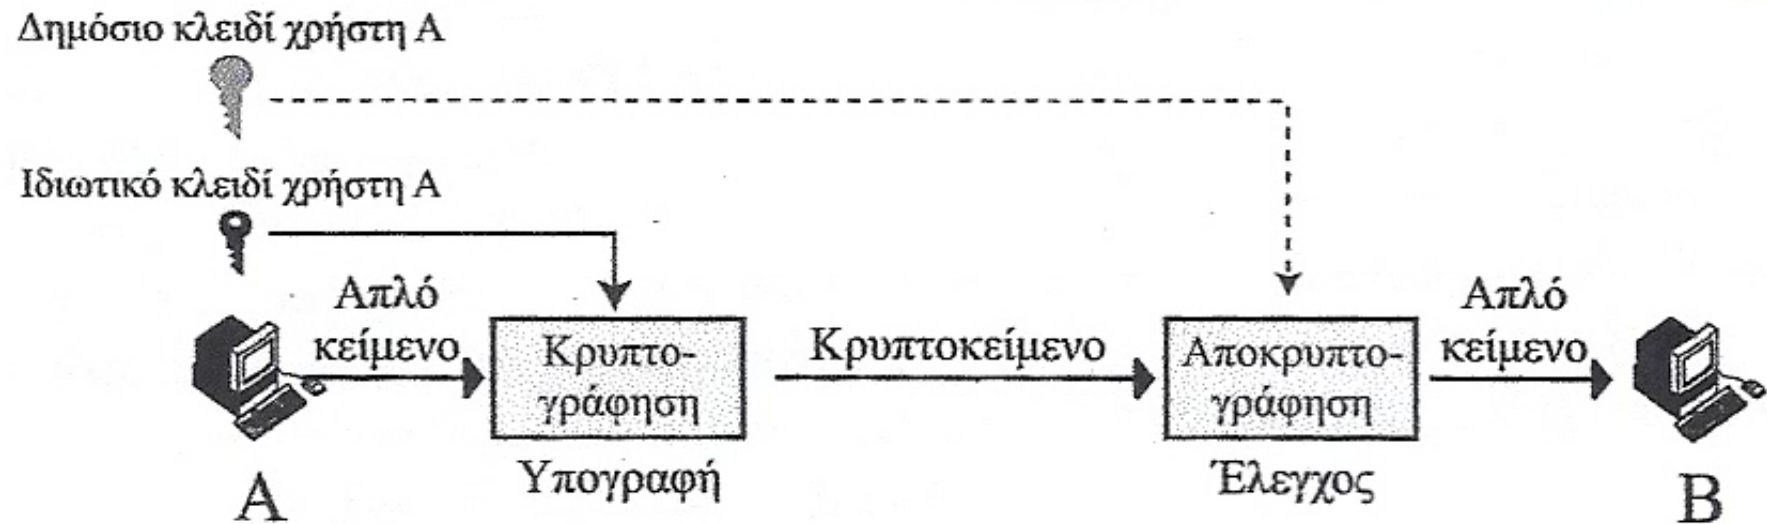 Δημόσιο κλειδί χρήστη Α
Ιδιωτικό κλειδί χρήστη Α
Απλό
κείμενο
Κρυπτο-
γράφηση
Υπογραφή
Κρυπτοκείμενο
Αποκρυπτο-
γράφηση
Έλεγχος
Απλό
κείμενο
A
B